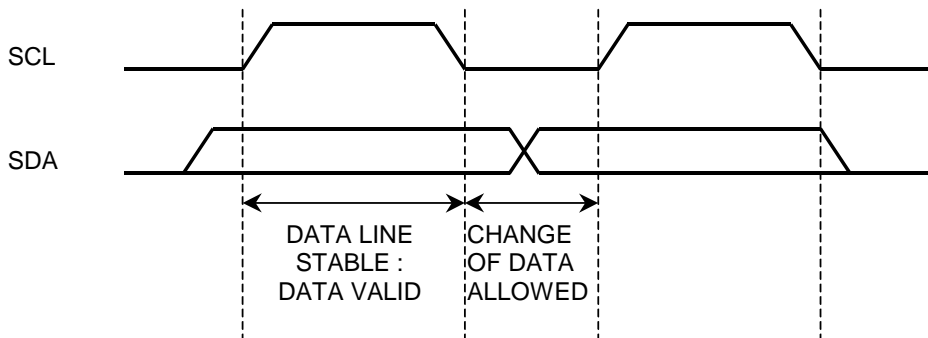 SCL
SDA
DATA LINE
STABLE :
DATA VALID
CHANGE
OF DATA
ALLOWED